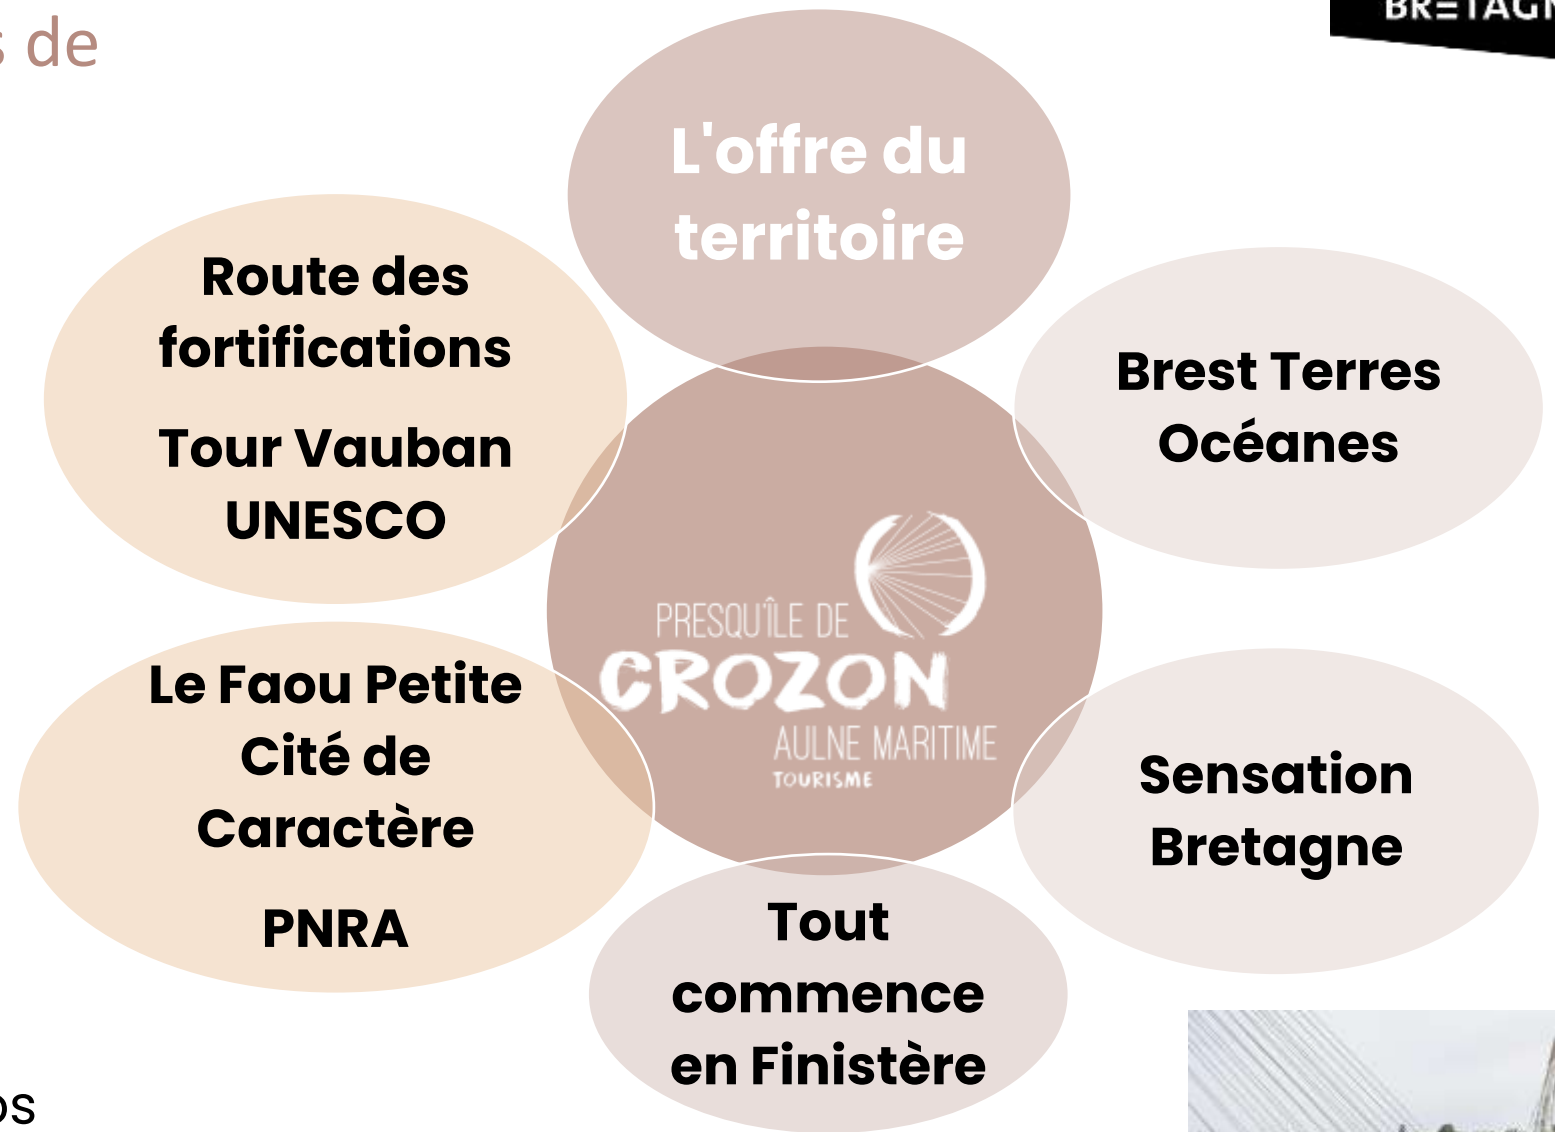 de
L'offre du
territoire
Route des
fortifications
Tour Vauban
UNESCO
Brest Terres
Océanes
PRESQU'ÎLE DE
CROZON
AULNE MARITIME
TOURISME
Le Faou Petite
Cité de
Caractère
PNRA
Sensation
Bretagne
Tout
commence
en Finistère